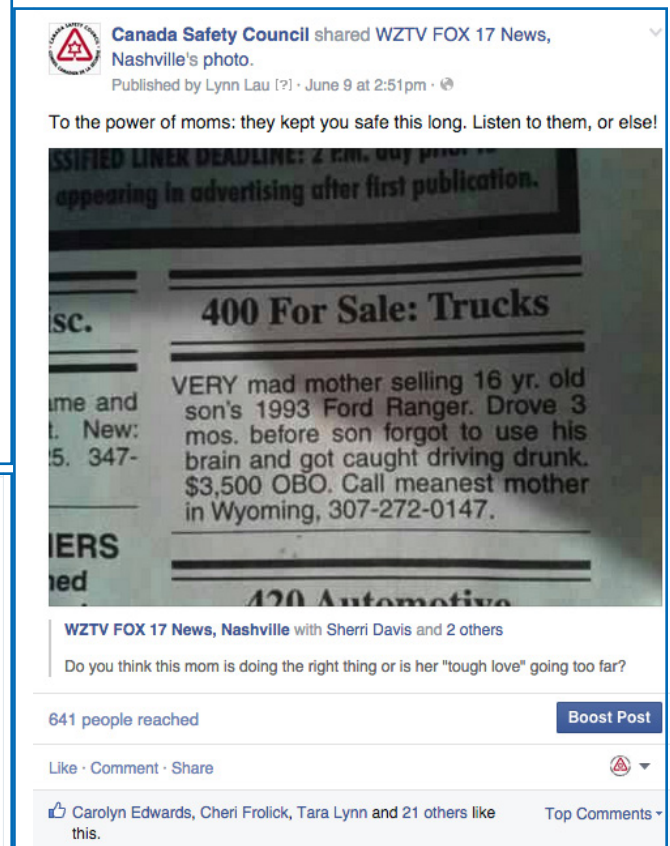 Canada Safety Council shared WZTV FOX 17 News,
Nashville's photo.
Published by Lynn Lau [?] · June 9 at 2:51pm ·
To the power of moms: they kept you safe this long. Listen to them, or else!
SSIFIED LINER DEADLINE: 2 P.M. day prior to
appearing in advertising after first publication.
isc.
400 For Sale: Trucks
ame and
t. New:
5. 347-
VERY mad mother selling 16 yr. old
son's 1993 Ford Ranger. Drove 3
mos. before son forgot to use his
brain and got caught driving drunk.
$3,500 OBO. Call meanest mother
in Wyoming, 307-272-0147.
IERS
ned
420 Automotive
WZTV FOX 17 News, Nashville with Sherri Davis and 2 others
Do you think this mom is doing the right thing or is her "tough love" going too far?
641 people reached
Boost Post
Like · Comment · Share
Carolyn Edwards, Cheri Frolick, Tara Lynn and 21 others like
this.
Top Comments